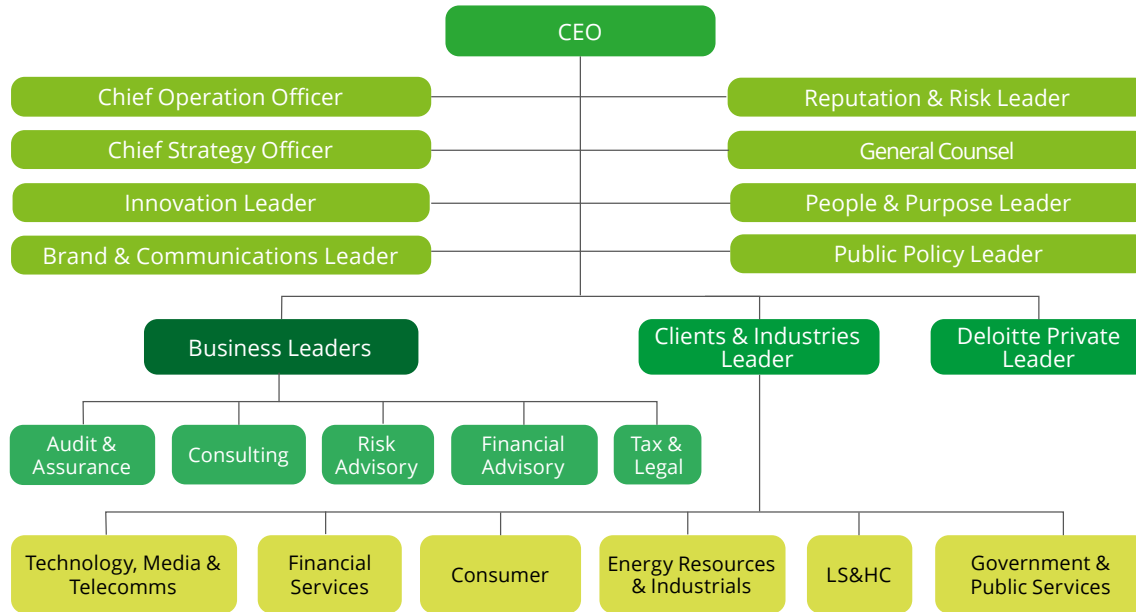 CEO
Chief Operation Officer
Reputation & Risk Leader
Chief Strategy Officer
General Counsel
Innovation Leader
People & Purpose Leader
Brand & Communications Leader
Public Policy Leader
Business Leaders
Clients & Industries
Leader
Deloitte Private
Leader
Audit &
Assurance
Consulting
Risk
Advisory
Financial
Advisory
Tax &
Legal
Technology, Media &
Telecomms
Financial
Services
Consumer
Energy Resources
& Industrials
LS&HC
Government &
Public Services